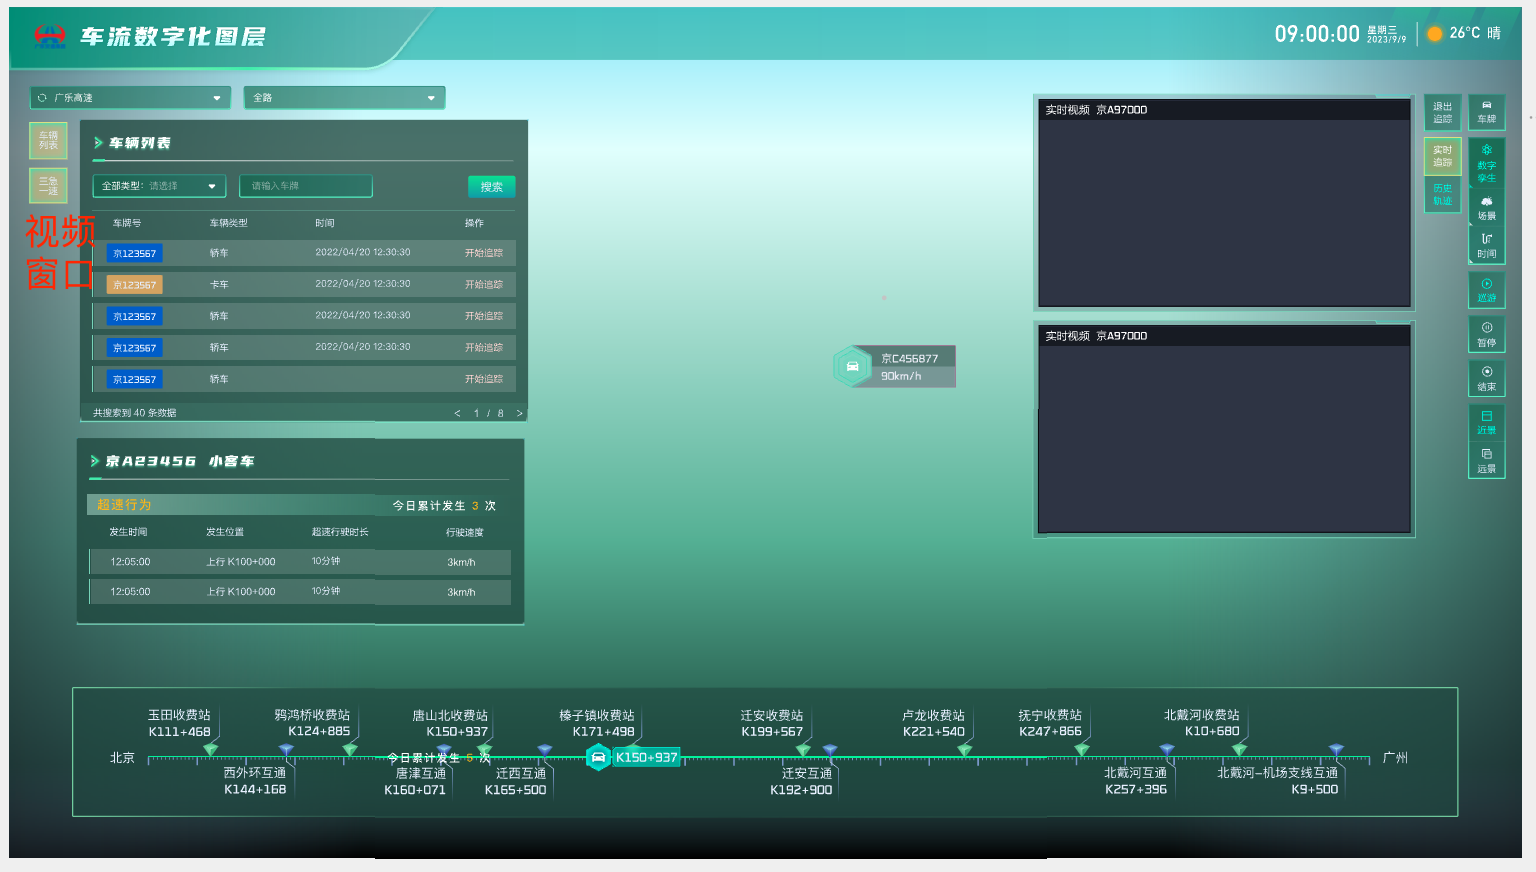 车流数字化图层
09:00:00
星期三
2023/9/9
26°C 晴
广乐高速
全路
车辆
列表
三急
一速
视频
窗口
车辆列表
全部类型: 请选择
请输入车牌
搜索
车牌号 车辆类型 时间 操作
京123567 轿车 2022/04/20 12:30:30 开始追踪
京123567 卡车 2022/04/20 12:30:30 开始追踪
京123567 轿车 2022/04/20 12:30:30 开始追踪
京123567 轿车 2022/04/20 12:30:30 开始追踪
京123567 轿车 开始追踪
共搜索到 40 条数据 < 1 / 8 >
京A23456 小客车
超速行为 今日累计发生 3 次
发生时间 发生位置 超速行驶时长 行驶速度
12:05:00 上行 K100+000 10分钟 3km/h
12:05:00 上行 K100+000 10分钟 3km/h
京C456877
90km/h
实时视频 京A97000
实时视频 京A97000
退出
追踪
实时
追踪
历史
轨迹
车牌
数字
孪生
场景
时间
巡游
暂停
结束
近景
远景
玉田收费站
K111+468
鸦鸿桥收费站
K124+885
唐山北收费站
K150+937
榛子镇收费站
K171+498
迁安收费站
K199+567
卢龙收费站
K221+540
抚宁收费站
K247+866
北戴河收费站
K10+680
北京
今日累计发生 5 次
K150+937
广州
西外环互通
K144+168
唐津互通
K160+071
迁西互通
K165+500
迁安互通
K192+900
北戴河互通
K257+396
北戴河-机场支线互通
K9+500